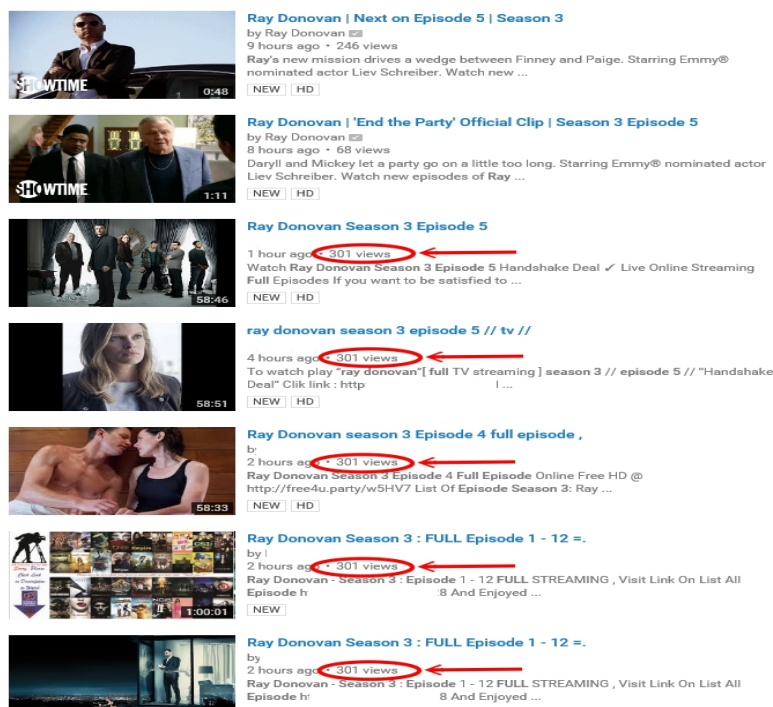 Ray Donovan | Next on Episode 5 | Season 3
by Ray Donovan
9 hours ago • 246 views
Ray's new mission drives a wedge between Finney and Paige. Starring Emmy®
nominated actor Liev Schreiber. Watch new ...
NEW HD
SHOWTIME
0:48
Ray Donovan | 'End the Party' Official Clip | Season 3 Episode 5
by Ray Donovan
8 hours ago • 68 views
Daryll and Mickey let a party go on a little too long. Starring Emmy® nominated actor
Liev Schreiber. Watch new episodes of Ray ...
NEW HD
SHOWTIME
1:11
Ray Donovan Season 3 Episode 5
1 hour ago • 301 views
Watch Ray Donovan Season 3 Episode 5 Handshake Deal ✓ Live Online Streaming
Full Episodes If you want to be satisfied to ...
NEW HD
58:46
ray donovan season 3 episode 5 // tv //
4 hours ago • 301 views
To watch play "ray donovan"[ full TV streaming ] season 3 // episode 5 // "Handshake
Deal" Clik link : http ...
NEW HD
58:51
Ray Donovan season 3 Episode 4 full episode ,
by
2 hours ago • 301 views
Ray Donovan Season 3 Episode 4 Full Episode Online Free HD @
http://free4u.party/w5HV7 List Of Episode Season 3: Ray ...
NEW HD
58:33
Ray Donovan Season 3 : FULL Episode 1 - 12 =.
by
2 hours ago • 301 views
Ray Donovan - Season 3 : Episode 1 - 12 FULL STREAMING , Visit Link On List All
Episode 8 And Enjoyed ...
NEW
1:00:01
Ray Donovan Season 3 : FULL Episode 1 - 12 =.
by
2 hours ago • 301 views
Ray Donovan - Season 3 : Episode 1 - 12 FULL STREAMING , Visit Link On List All
Episode 8 And Enjoyed ...